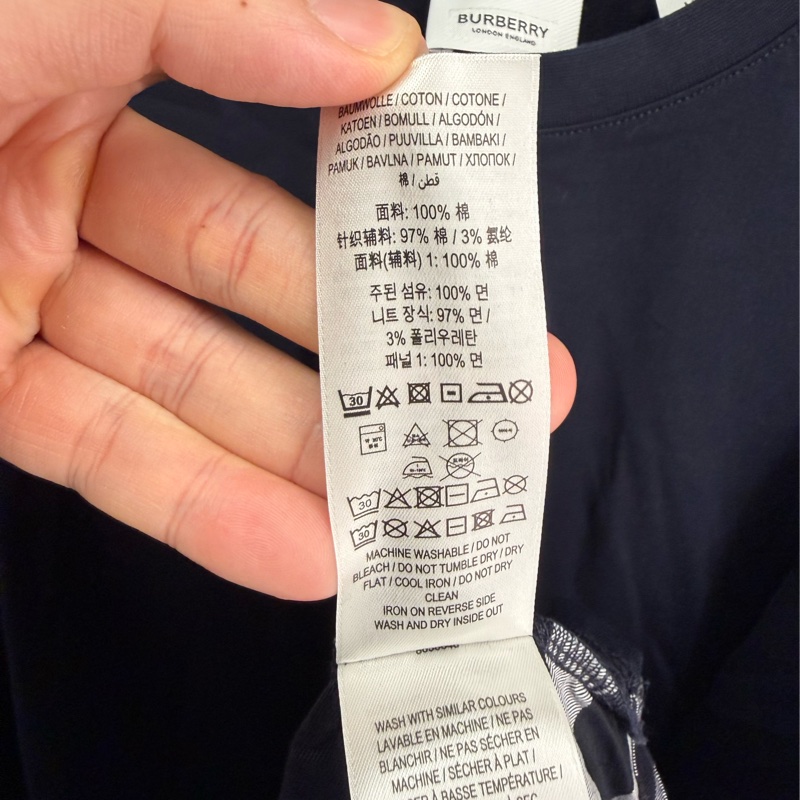 BURBERRY
LONDON ENGLAND
BAUMWOLLE / COTON / COTONE /
KATOEN / BOMULL / ALGODÓN /
ALGODÃO / PUUVILLA / BAMBAKI /
PAMUK / BAVLNA / PAMUT / ХЛОПОК /
棉 / قطن
面料: 100% 棉
针织辅料: 97% 棉 / 3% 氨纶
面料(辅料) 1: 100% 棉
주된 섬유: 100% 면
니트 장식: 97% 면 /
3% 폴리우레탄
패널 1: 100% 면
30
30
30
MACHINE WASHABLE / DO NOT
BLEACH / DO NOT TUMBLE DRY / DRY
FLAT / COOL IRON / DO NOT DRY
CLEAN
IRON ON REVERSE SIDE
WASH AND DRY INSIDE OUT
WASH WITH SIMILAR COLOURS
LAVABLE EN MACHINE / NE PAS
BLANCHIR / NE PAS SÉCHER EN
MACHINE / SÉCHER À PLAT /
À BASSE TEMPÉRATURE /